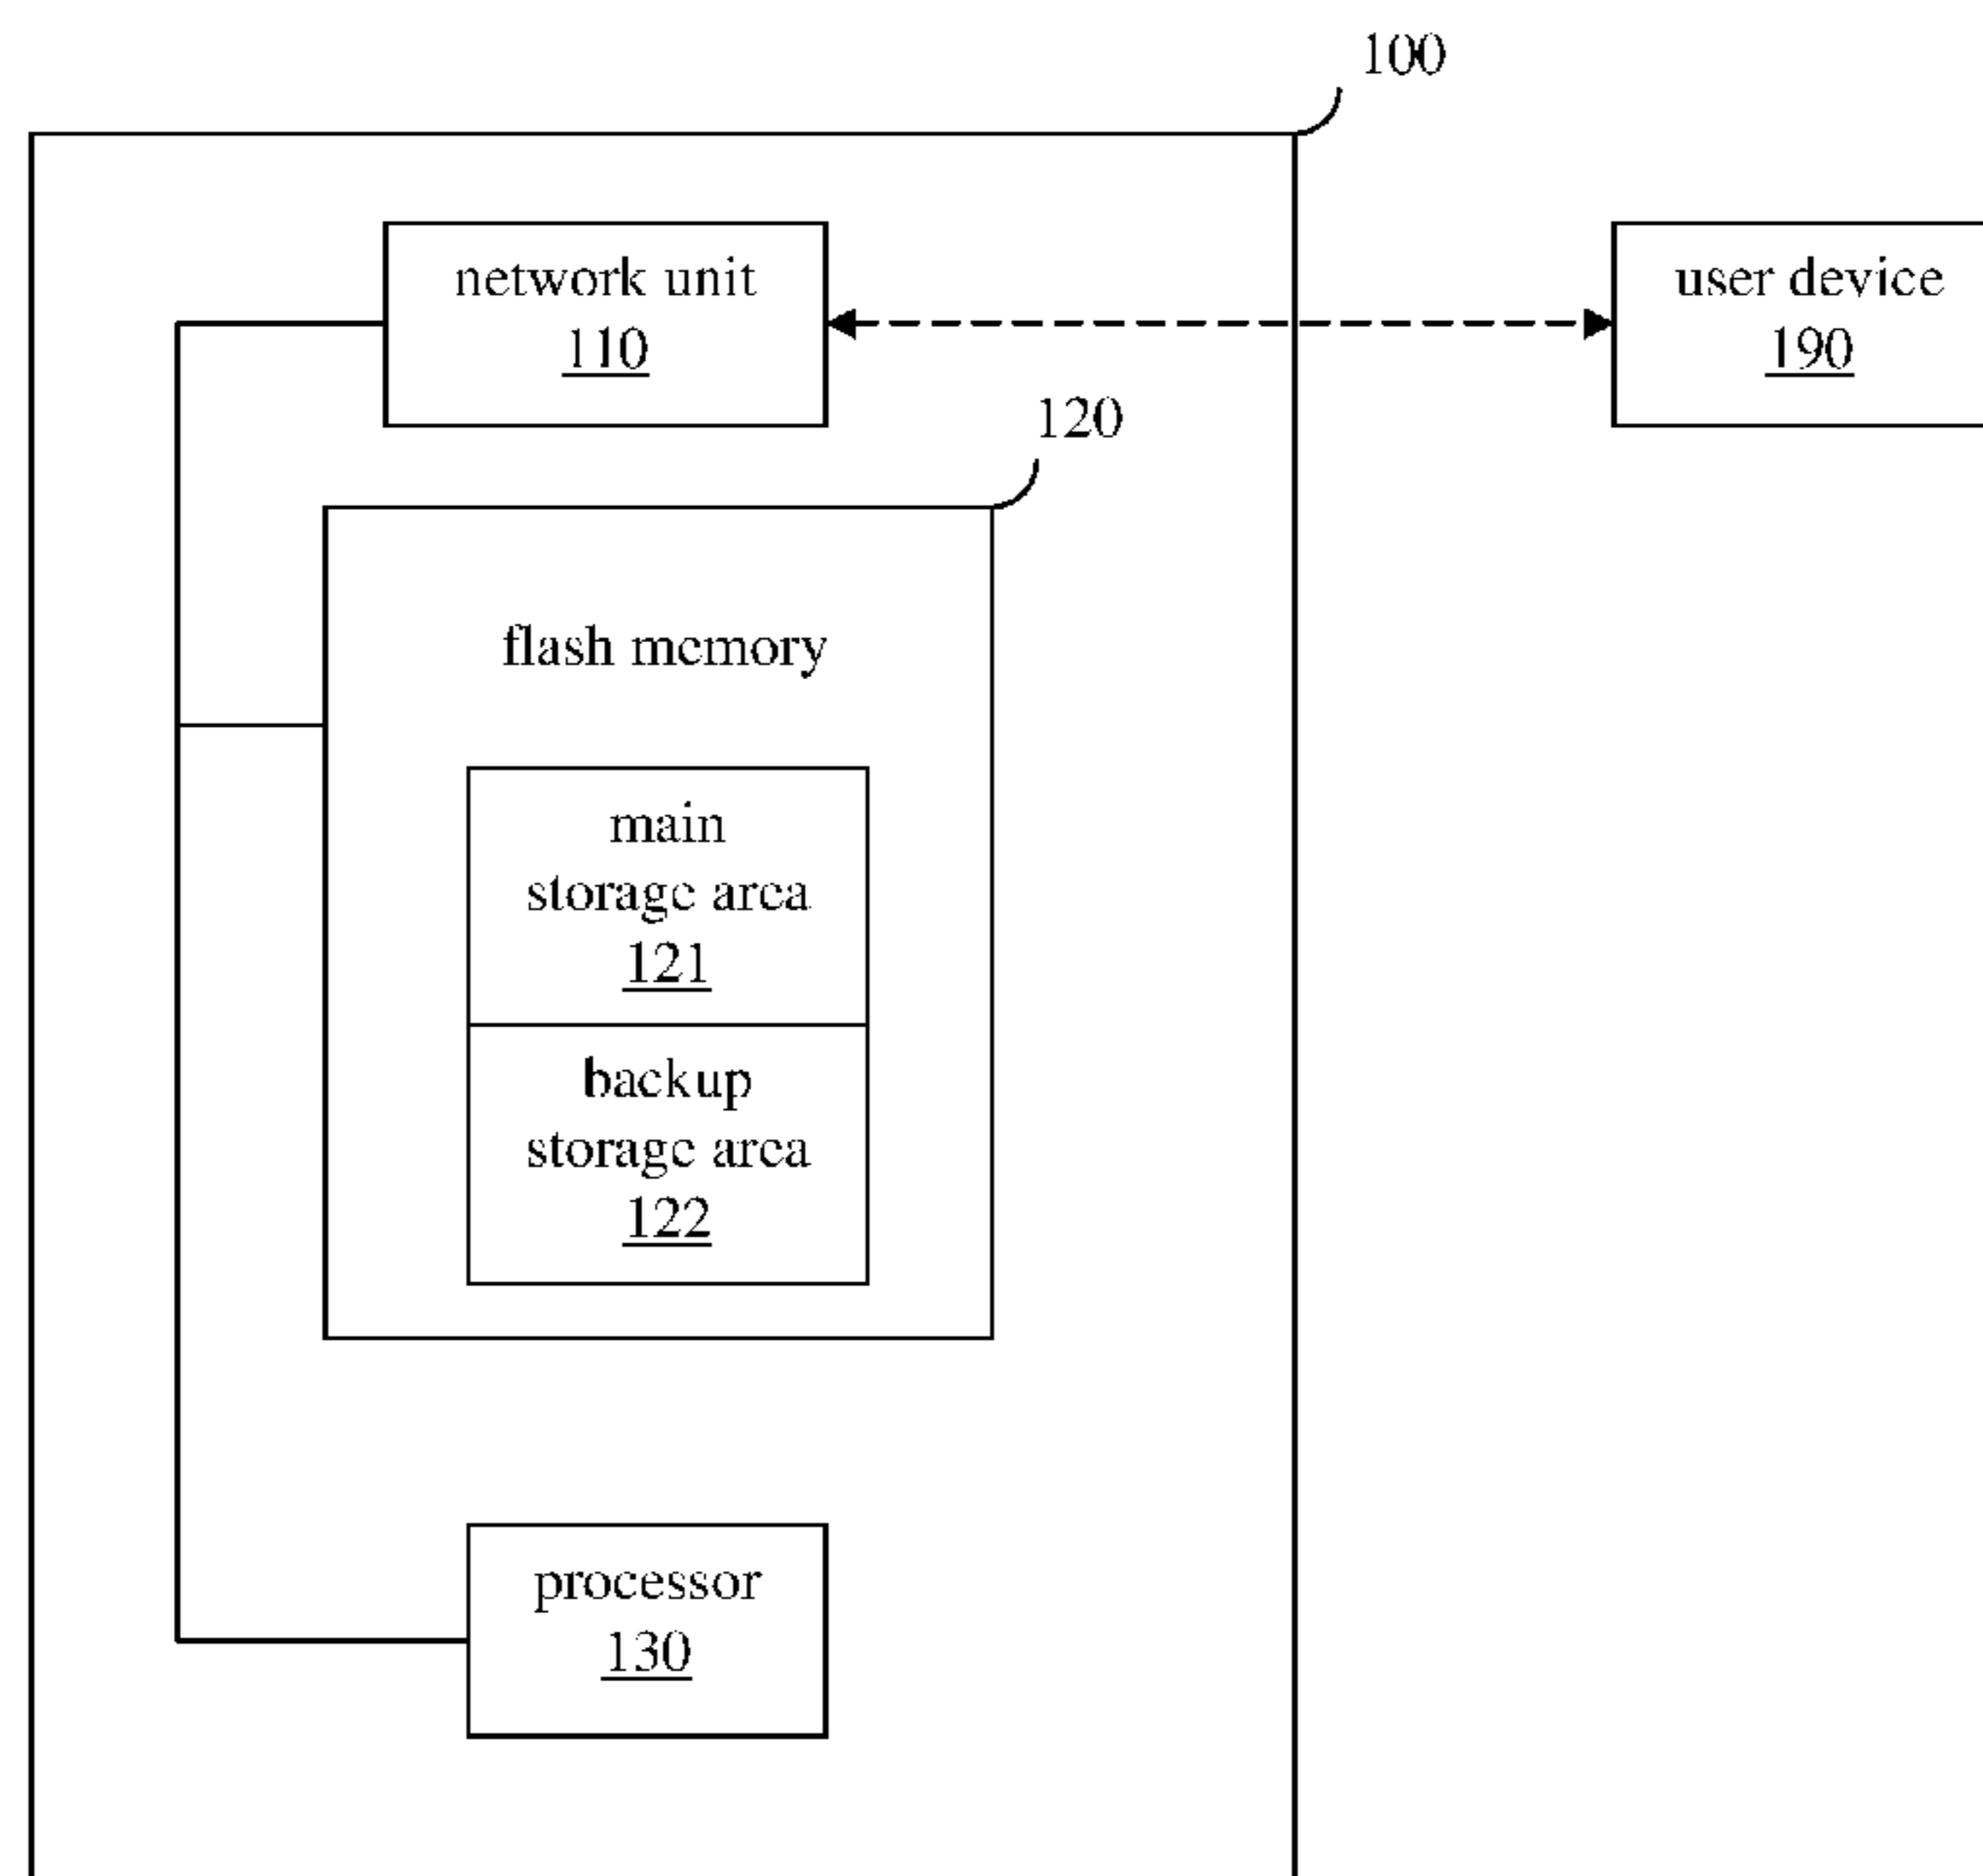 100
network unit
110
user device
190
120
flash memory
main
storage area
121
backup
storage area
122
processor
130